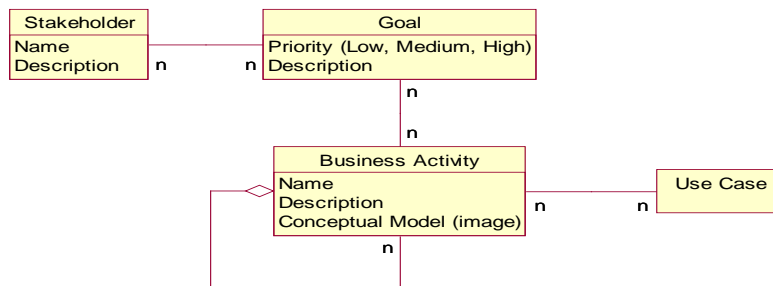 Stakeholder
Name
Description
n
n
Goal
Priority (Low, Medium, High)
Description
n
n
Business Activity
Name
Description
Conceptual Model (image)
n
n
n
Use Case